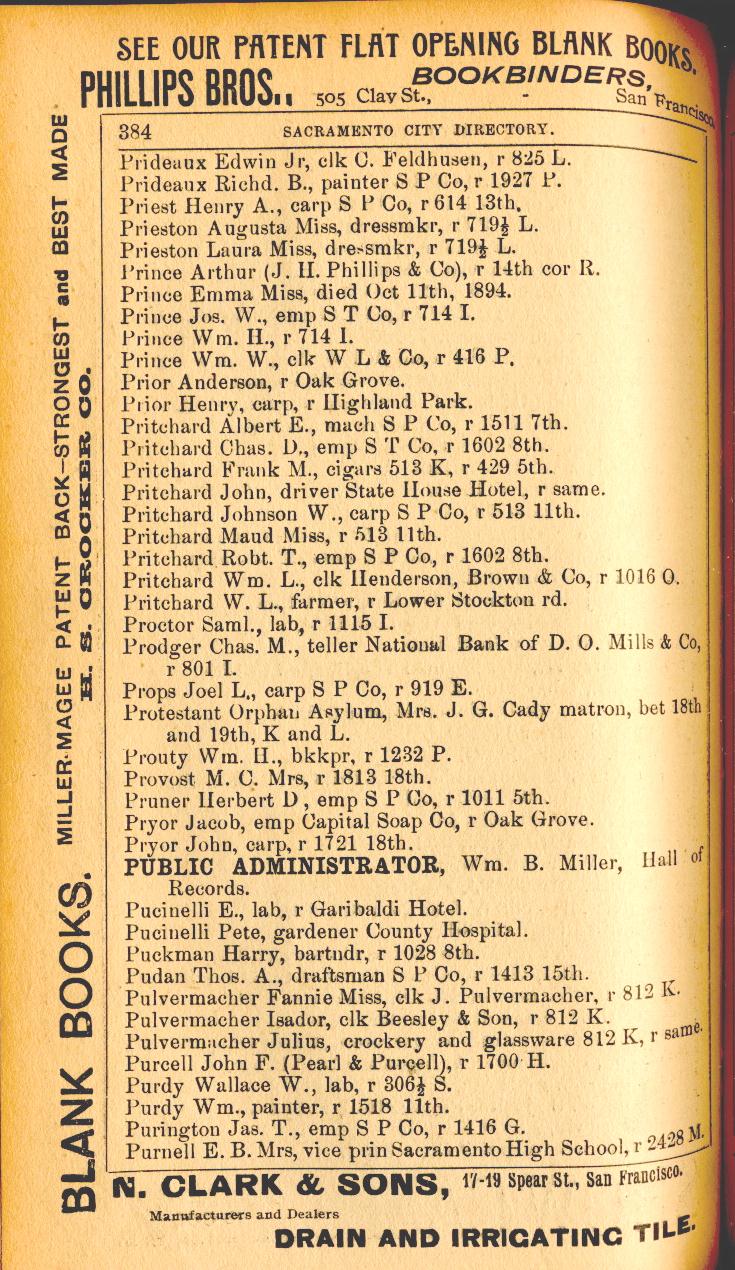 SEE OUR PATENT FLAT OPENING BLANK BOOKS.
PHILLIPS BROS., BOOKBINDERS,
505 Clay St., - San Francisco.
384 SACRAMENTO CITY DIRECTORY.
Prideaux Edwin Jr, clk C. Feldhusen, r 825 L.
Prideaux Richd. B., painter S P Co, r 1927 P.
Priest Henry A., carp S P Co, r 614 13th.
Prieston Augusta Miss, dressmkr, r 719½ L.
Prieston Laura Miss, dressmkr, r 719½ L.
Prince Arthur (J. H. Phillips & Co), r 14th cor R.
Prince Emma Miss, died Oct 11th, 1894.
Prince Jos. W., emp S T Co, r 714 I.
Prince Wm. H., r 714 I.
Prince Wm. W., clk W L & Co, r 416 P.
Prior Anderson, r Oak Grove.
Prior Henry, carp, r Highland Park.
Pritchard Albert E., mach S P Co, r 1511 7th.
Pritchard Chas. D., emp S T Co, r 1602 8th.
Pritchard Frank M., cigars 513 K, r 429 5th.
Pritchard John, driver State House Hotel, r same.
Pritchard Johnson W., carp S P Co, r 513 11th.
Pritchard Maud Miss, r 513 11th.
Pritchard Robt. T., emp S P Co, r 1602 8th.
Pritchard Wm. L., clk Henderson, Brown & Co, r 1016 O.
Pritchard W. L., farmer, r Lower Stockton rd.
Proctor Saml., lab, r 1115 I.
Prodger Chas. M., teller National Bank of D. O. Mills & Co,
r 801 I.
Props Joel L., carp S P Co, r 919 E.
Protestant Orphan Asylum, Mrs. J. G. Cady matron, bet 18th
and 19th, K and L.
Prouty Wm. H., bkkpr, r 1232 P.
Provost M. C. Mrs, r 1813 18th.
Pruner Herbert D, emp S P Co, r 1011 5th.
Pryor Jacob, emp Capital Soap Co, r Oak Grove.
Pryor John, carp, r 1721 18th.
PUBLIC ADMINISTRATOR, Wm. B. Miller, Hall of
Records.
Pucinelli E., lab, r Garibaldi Hotel.
Pucinelli Pete, gardener County Hospital.
Puckman Harry, bartndr, r 1028 8th.
Pudan Thos. A., draftsman S P Co, r 1413 15th.
Pulvermacher Fannie Miss, clk J. Pulvermacher, r 812 K.
Pulvermacher Isador, clk Beesley & Son, r 812 K.
Pulvermacher Julius, crockery and glassware 812 K, r same.
Purcell John F. (Pearl & Purcell), r 1700 H.
Purdy Wallace W., lab, r 306½ S.
Purdy Wm., painter, r 1518 11th.
Purington Jas. T., emp S P Co, r 1416 G.
Purnell E. B. Mrs, vice prin Sacramento High School, r 2428 M.
N. CLARK & SONS, 17-19 Spear St., San Francisco.
Manufacturers and Dealers
DRAIN AND IRRIGATING TILE.
BLANK BOOKS. MILLER-MAGEE PATENT BACK—STRONGEST and BEST MADE
H. S. CROCKER CO.